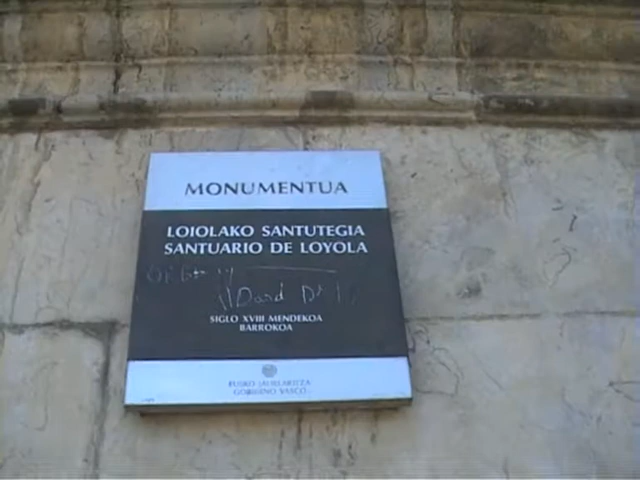 MONUMENTUA
LOIOLAKO SANTUTEGIA
SANTUARIO DE LOYOLA
SIGLO XVIII MENDEKOA
BARROKOA
EUSKO JAURLARITZA
GOBIERNO VASCO